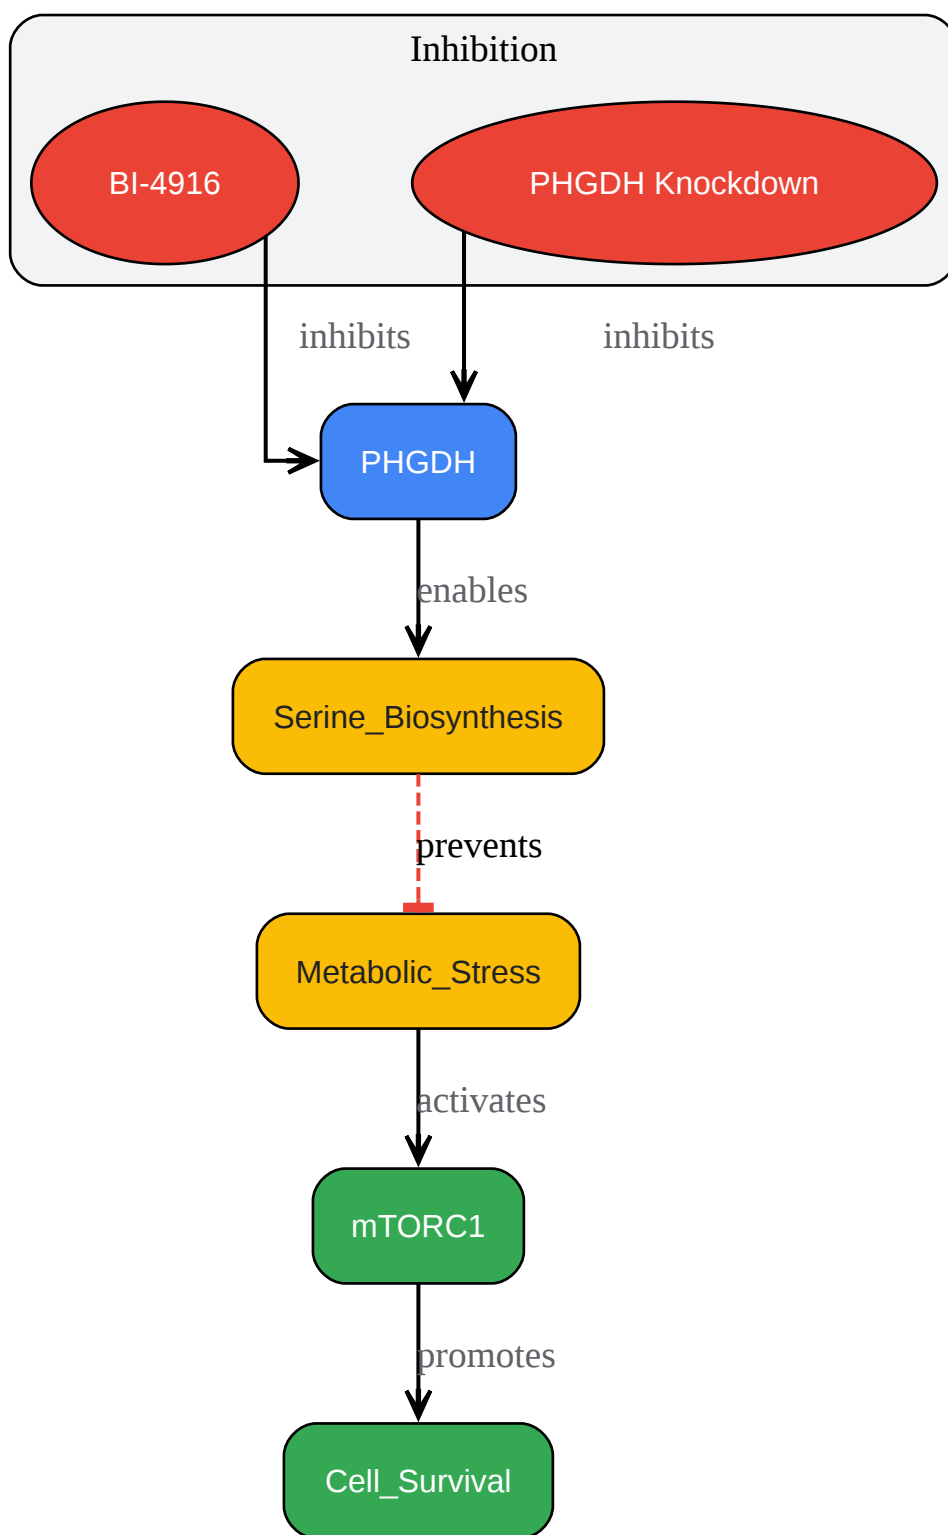 Inhibition
BI-4916
PHGDH Knockdown
inhibits
inhibits
PHGDH
enables
Serine_Biosynthesis
prevents
Metabolic_Stress
activates
mTORC1
promotes
Cell_Survival